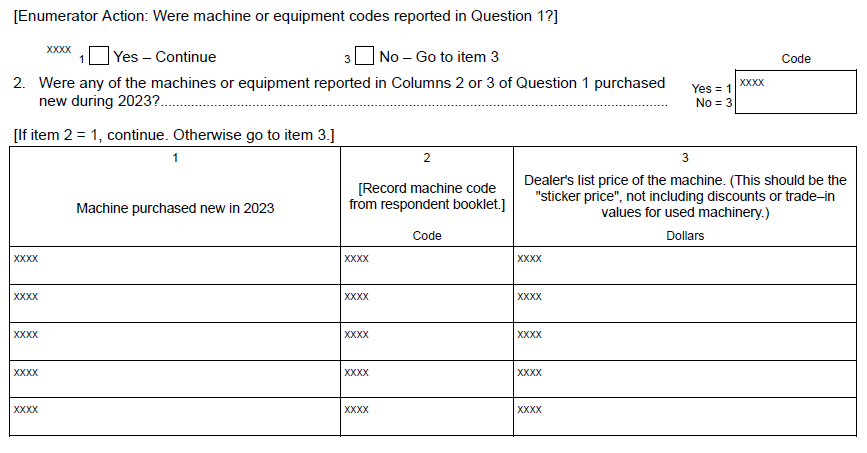 [Enumerator Action: Were machine or equipment codes reported in Question 1?]
xxxx 1 Yes – Continue 3 No – Go to item 3
Code
2. Were any of the machines or equipment reported in Columns 2 or 3 of Question 1 purchased
new during 2023?
Yes = 1 xxxx
No = 3
[If item 2 = 1, continue. Otherwise go to item 3.]
1 2 3
Machine purchased new in 2023
[Record machine code
from respondent booklet.]
Code
Dealer's list price of the machine. (This should be the
"sticker price", not including discounts or trade–in
values for used machinery.)
Dollars
xxxx xxxx xxxx
xxxx xxxx xxxx
xxxx xxxx xxxx
xxxx xxxx xxxx
xxxx xxxx xxxx